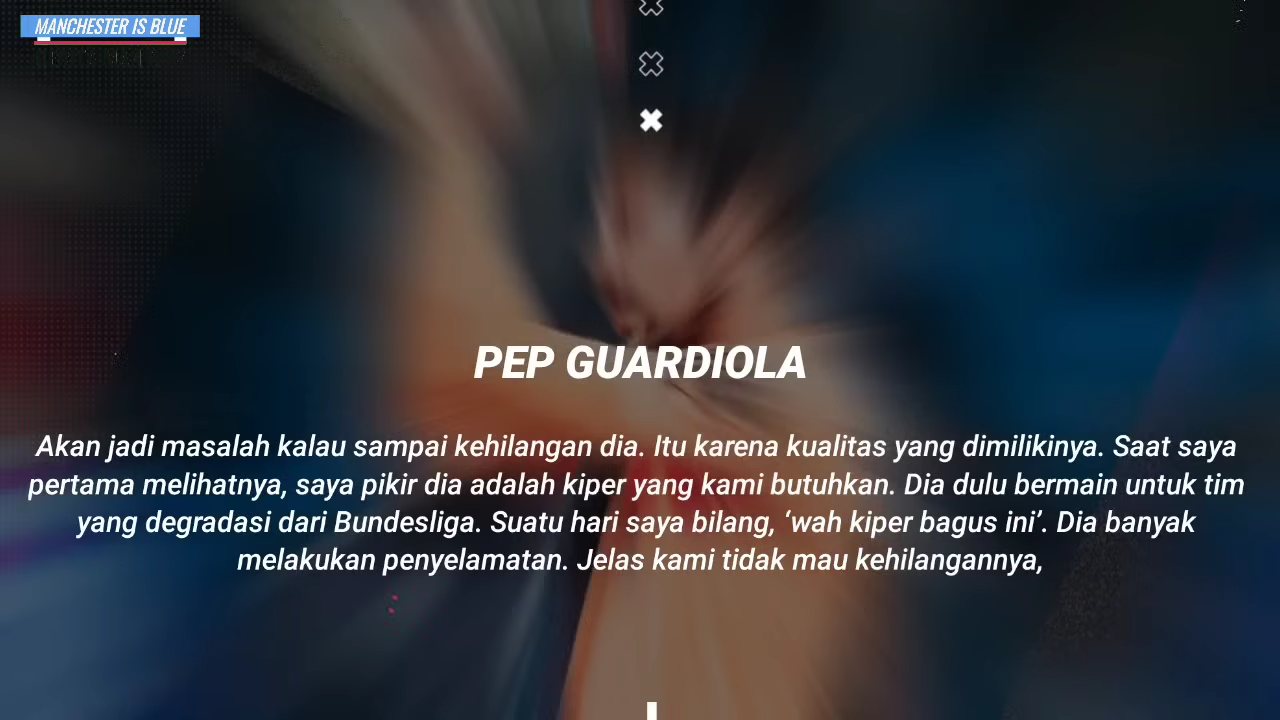 MANCHESTER IS BLUE
PEP GUARDIOLA
Akan jadi masalah kalau sampai kehilangan dia. Itu karena kualitas yang dimilikinya. Saat saya
pertama melihatnya, saya pikir dia adalah kiper yang kami butuhkan. Dia dulu bermain untuk tim
yang degradasi dari Bundesliga. Suatu hari saya bilang, ‘wah kiper bagus ini’. Dia banyak
melakukan penyelamatan. Jelas kami tidak mau kehilangannya,